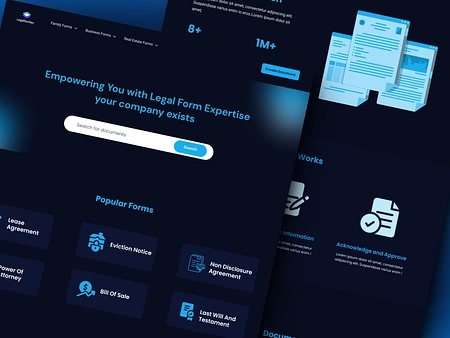 Family Forms
Business Forms
Real Estate Forms
amet, consectetur adipiscing elit.
Suspendisse varius enim in eros Lorem ipsum dolor sit
amet.
8+
1M+
Create Document
Empowering You with Legal Form Expertise
your company exists
Search for documents
Search
Popular Forms
Lease
Agreement
Eviction Notice
Non Disclosure
Agreement
Power Of
Attorney
Bill Of Sale
Last Will And
Testament
Works
Information
Acknowledge and Approve
Lorem ipsum dolor amet, consectetur
adipiscing elit. Suspendisse varius enim i